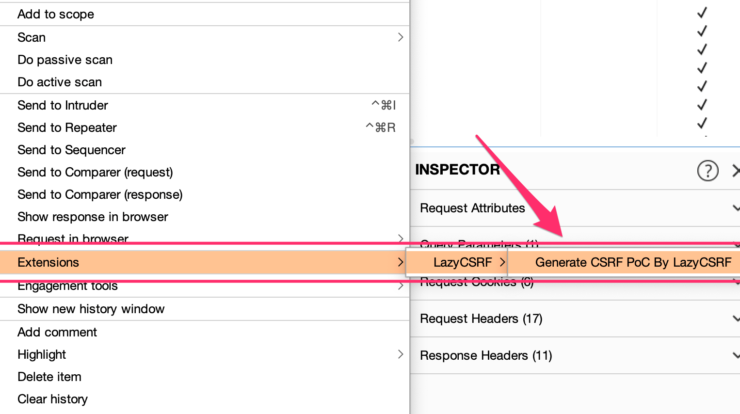 Add to scope
Scan
Do passive scan
Do active scan
Send to Intruder ^⌘I
Send to Repeater ^⌘R
Send to Sequencer
Send to Comparer (request)
Send to Comparer (response)
Show response in browser
Request in browser
Extensions
LazyCSRF
Generate CSRF PoC By LazyCSRF
Engagement tools
Show new history window
Add comment
Highlight
Delete item
Clear history
INSPECTOR
Request Attributes
Query Parameters (1)
Request Cookies (6)
Request Headers (17)
Response Headers (11)